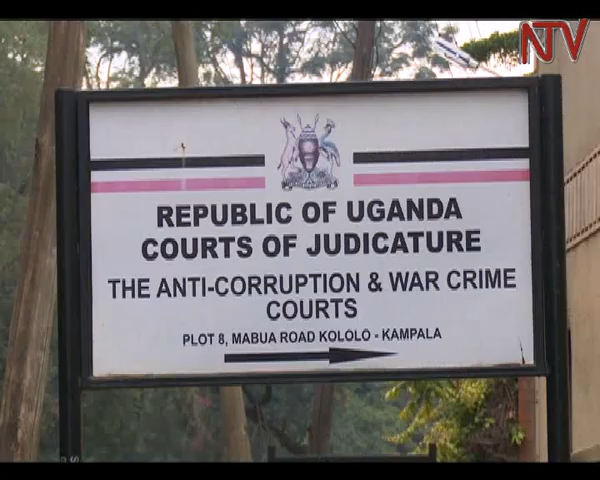 NTV
REPUBLIC OF UGANDA
COURTS OF JUDICATURE
THE ANTI-CORRUPTION & WAR CRIME
COURTS
PLOT 8, MABUA ROAD KOLOLO - KAMPALA